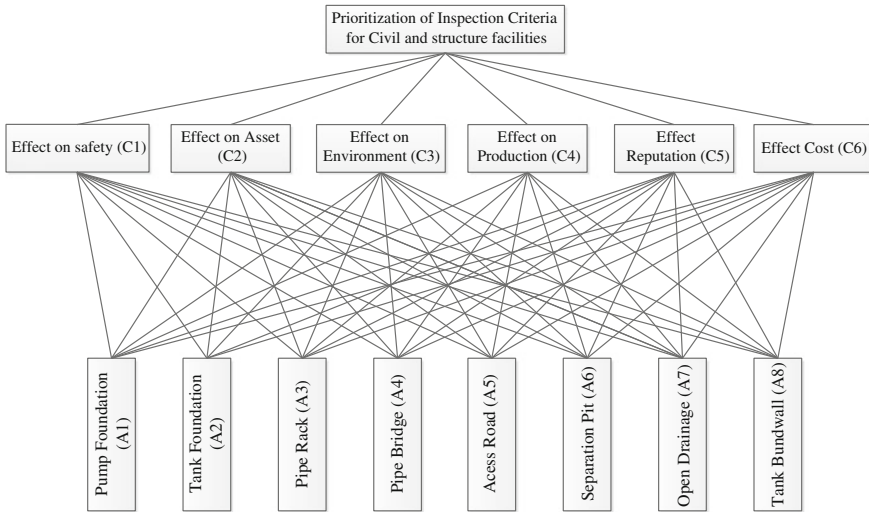 Prioritization of Inspection Criteria
for Civil and structure facilities
Effect on safety (C1)
Effect on Asset
(C2)
Effect on
Environment (C3)
Effect on
Production (C4)
Effect
Reputation (C5)
Effect Cost (C6)
Pump Foundation
(A1)
Tank Foundation
(A2)
Pipe Rack (A3)
Pipe Bridge (A4)
Acess Road (A5)
Separation Pit (A6)
Open Drainage (A7)
Tank Bundwall (A8)